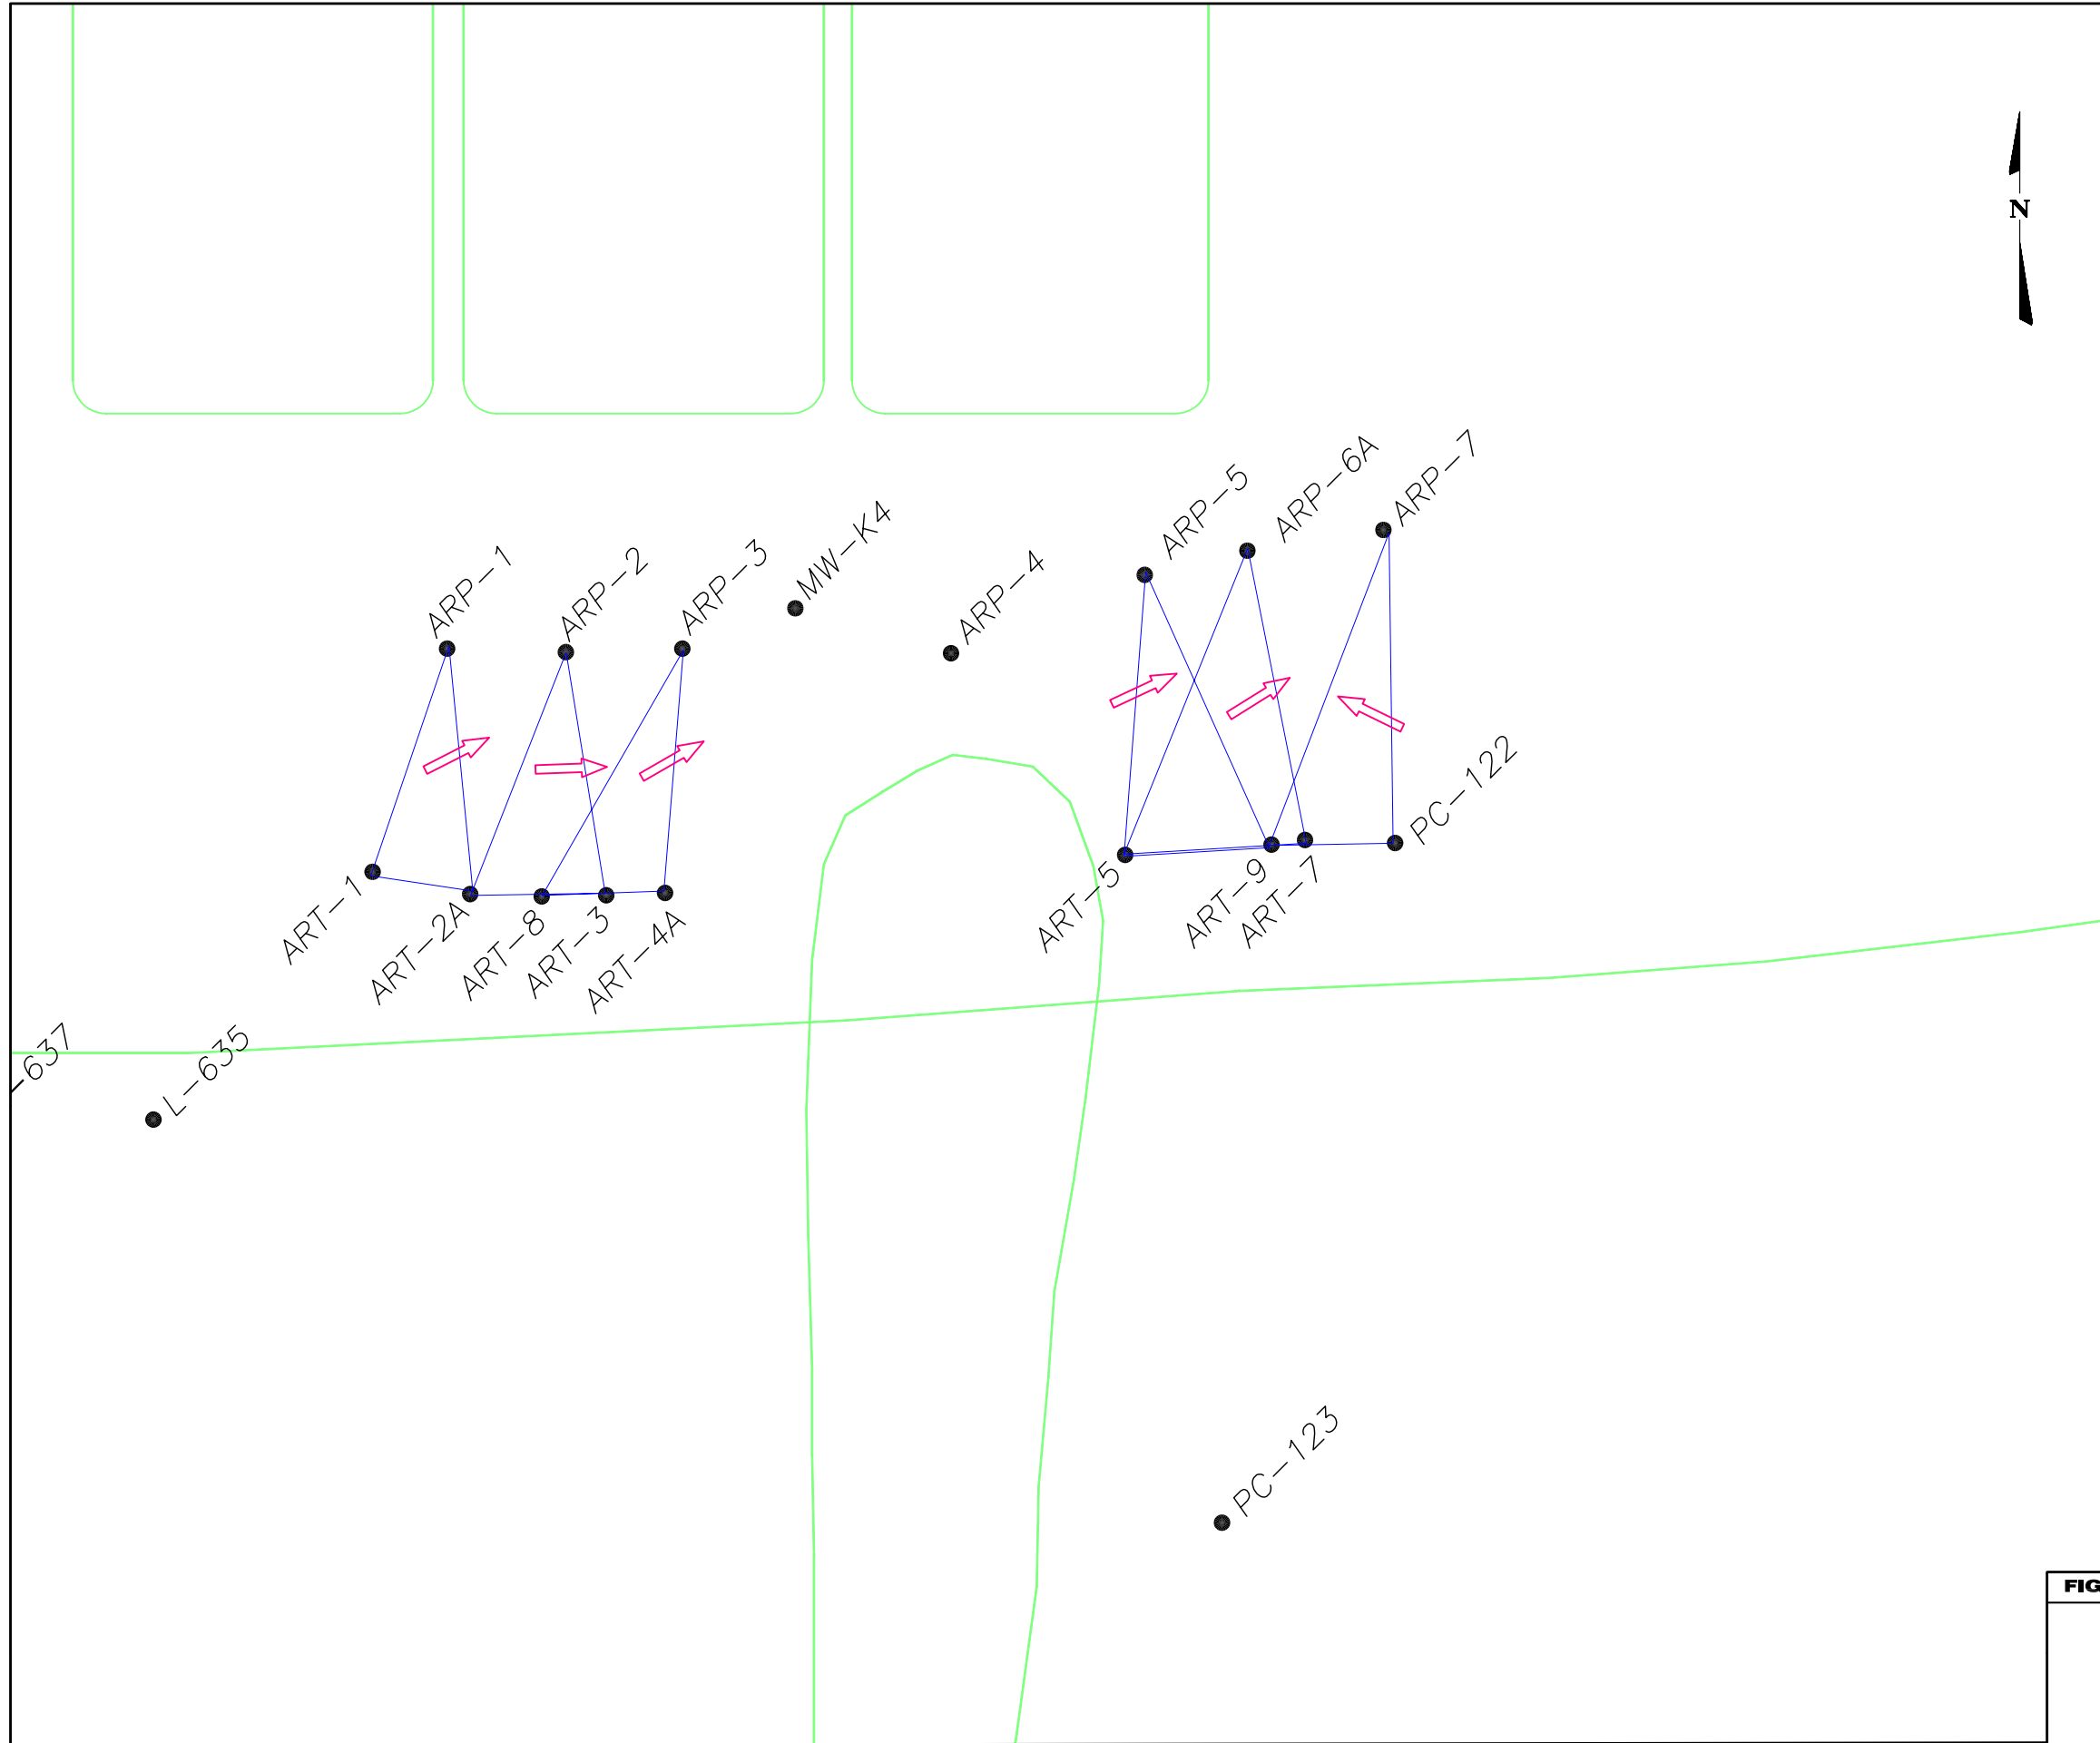 N
ARP-7
ARP-6A
ARP-5
MW-K4
ARP-1
ARP-2
ARP-3
ARP-4
PC-122
ART-1
ART-2A
ART-8
ART-3
ART-4A
ART-5
ART-9
ART-7
-637
L-635
PC-123
FIG